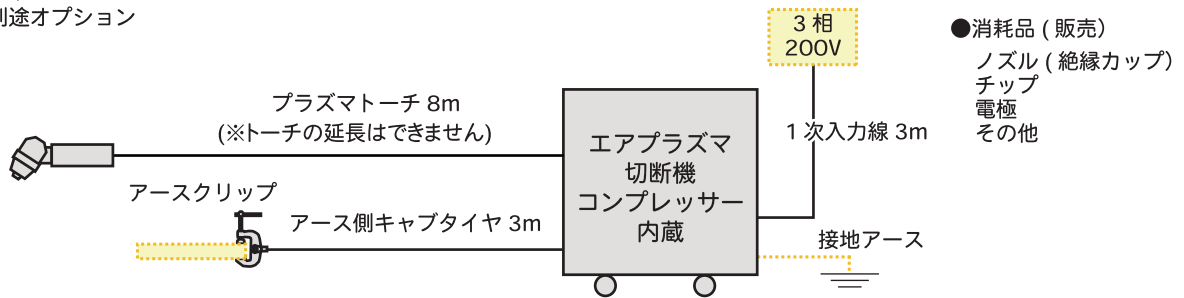 別途オプション
3相
200V
●消耗品(販売)
ノズル(絶縁カップ)
チップ
電極
その他
プラズマトーチ 8m
(※トーチの延長はできません)
エアプラズマ
切断機
コンプレッサー
内蔵
1次入力線 3m
アースクリップ
アース側キャブタイヤ 3m
接地アース